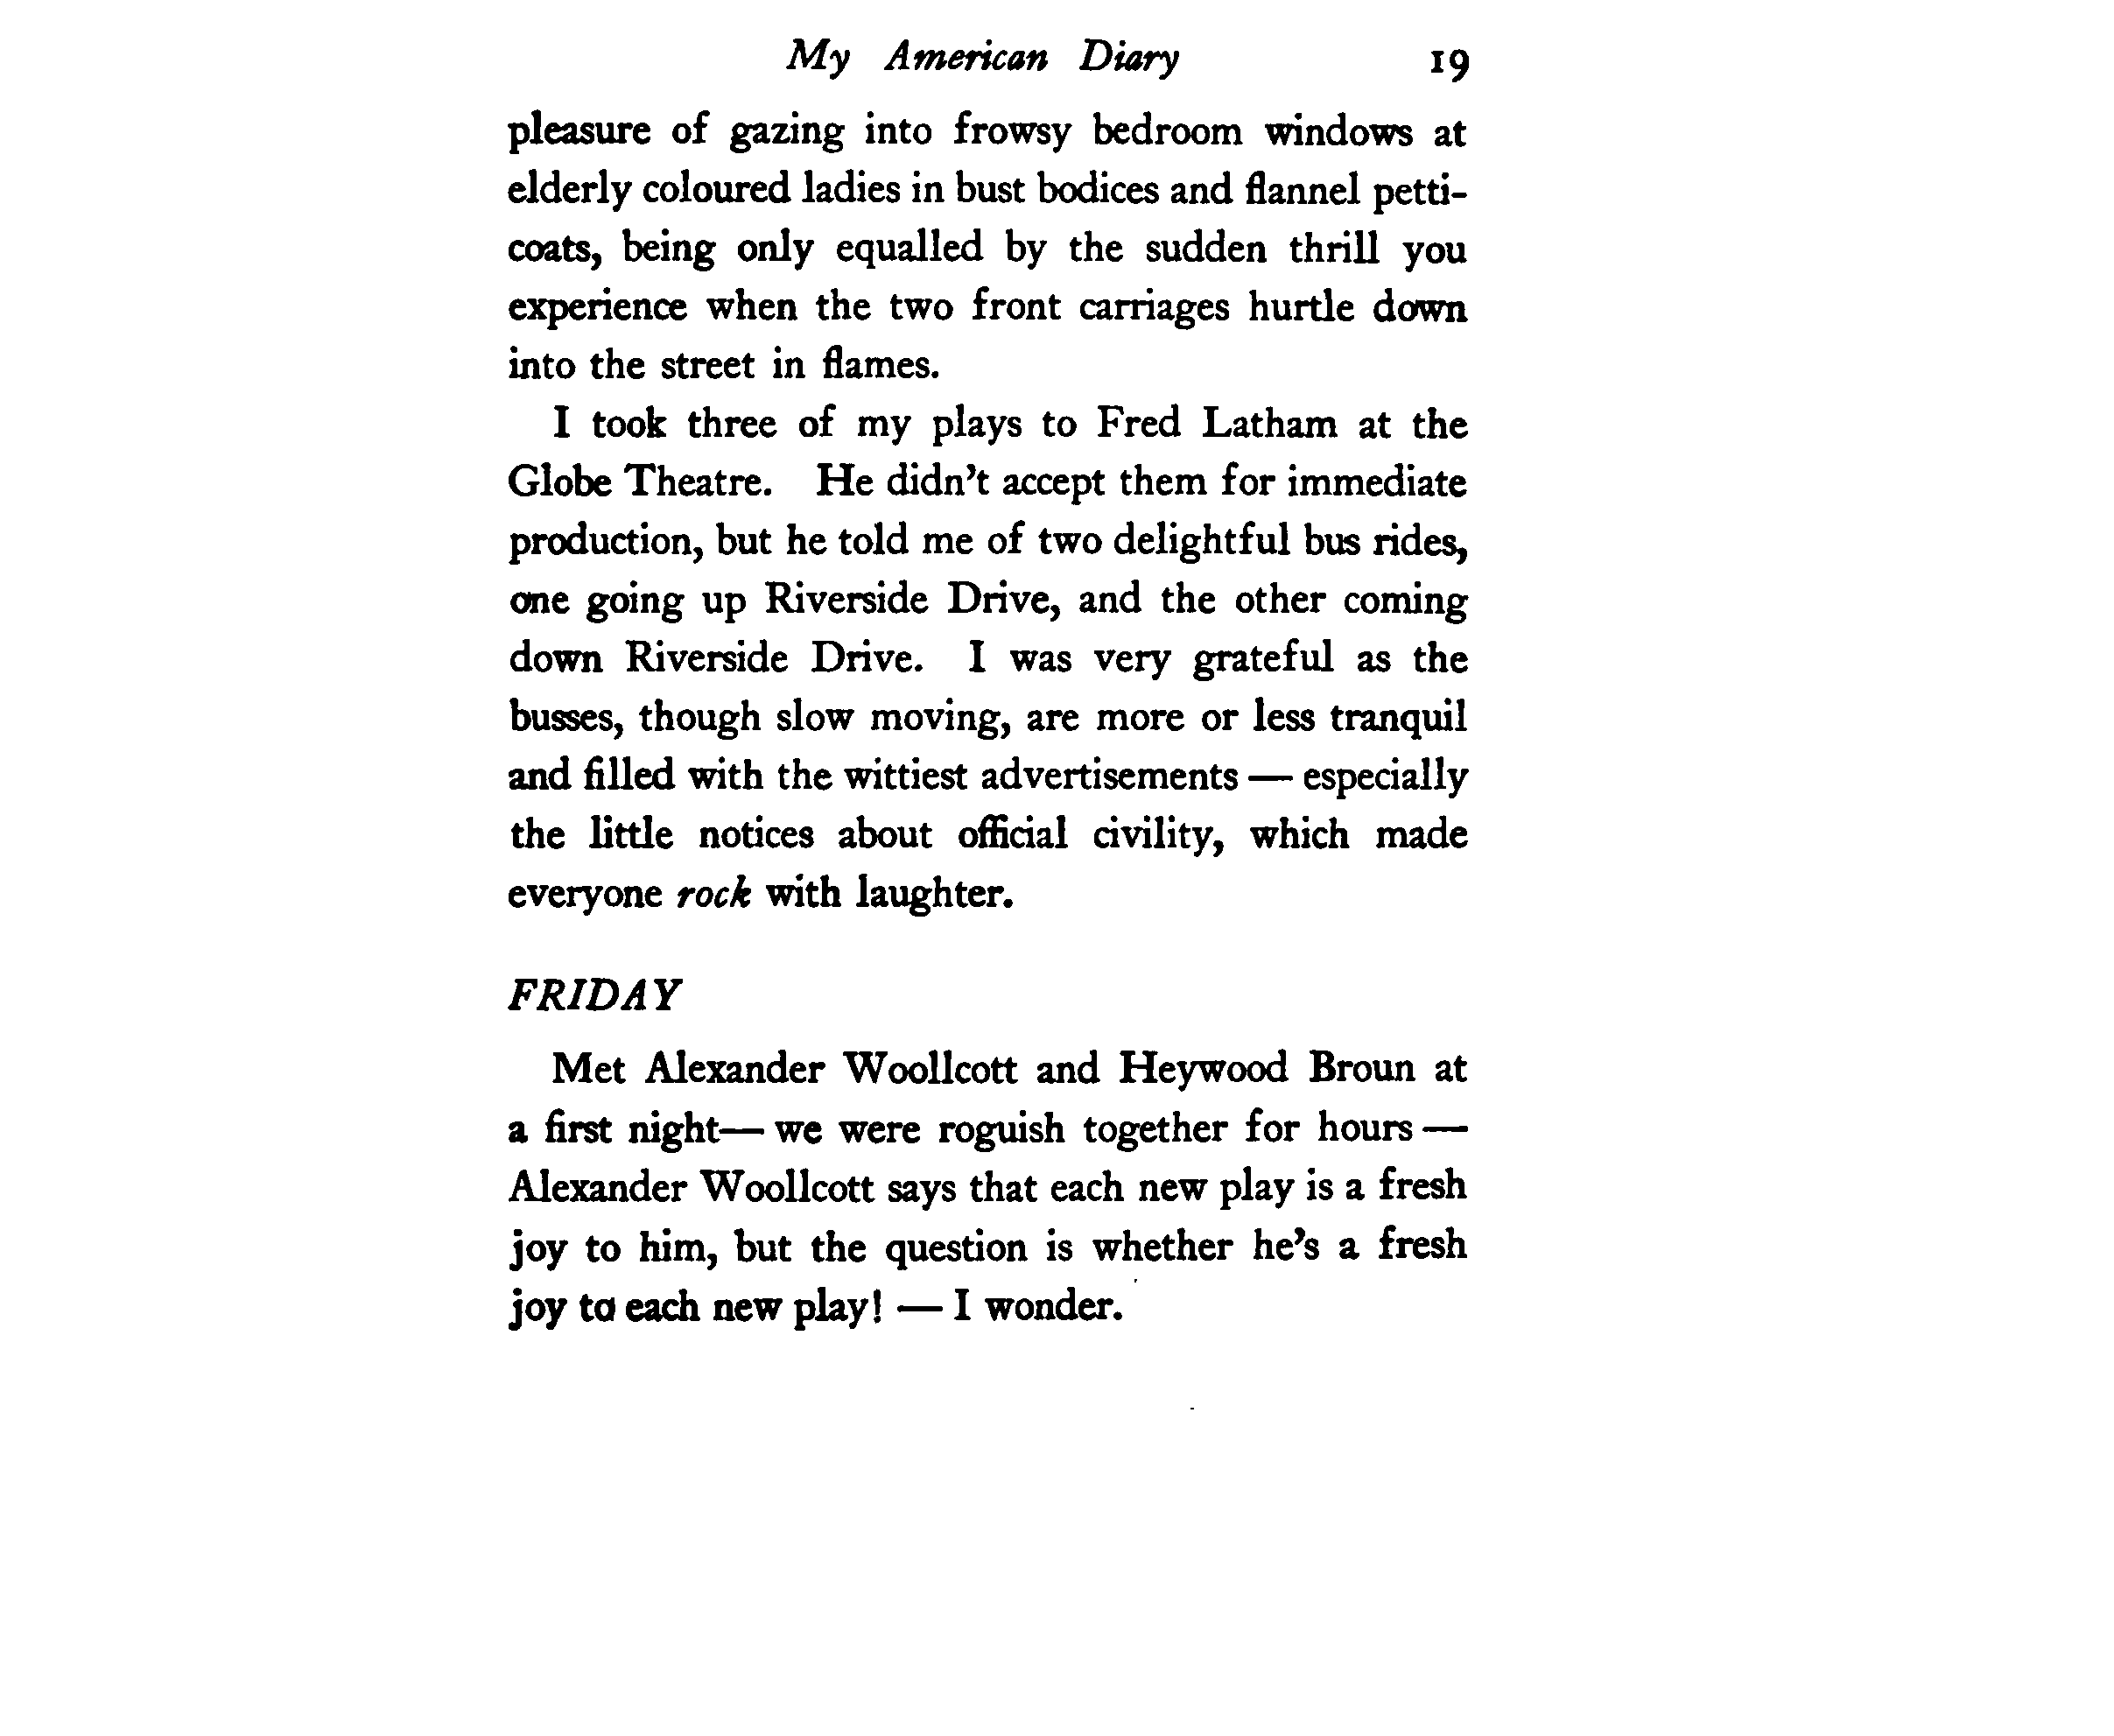 My American Diary 19
pleasure of gazing into frowsy bedroom windows at
elderly coloured ladies in bust bodices and flannel petti-
coats, being only equalled by the sudden thrill you
experience when the two front carriages hurtle down
into the street in flames.
I took three of my plays to Fred Latham at the
Globe Theatre. He didn't accept them for immediate
production, but he told me of two delightful bus rides,
one going up Riverside Drive, and the other coming
down Riverside Drive. I was very grateful as the
busses, though slow moving, are more or less tranquil
and filled with the wittiest advertisements — especially
the little notices about official civility, which made
everyone rock with laughter.
FRIDAY
Met Alexander Woollcott and Heywood Broun at
a first night— we were roguish together for hours —
Alexander Woollcott says that each new play is a fresh
joy to him, but the question is whether he's a fresh
joy to each new play! — I wonder.